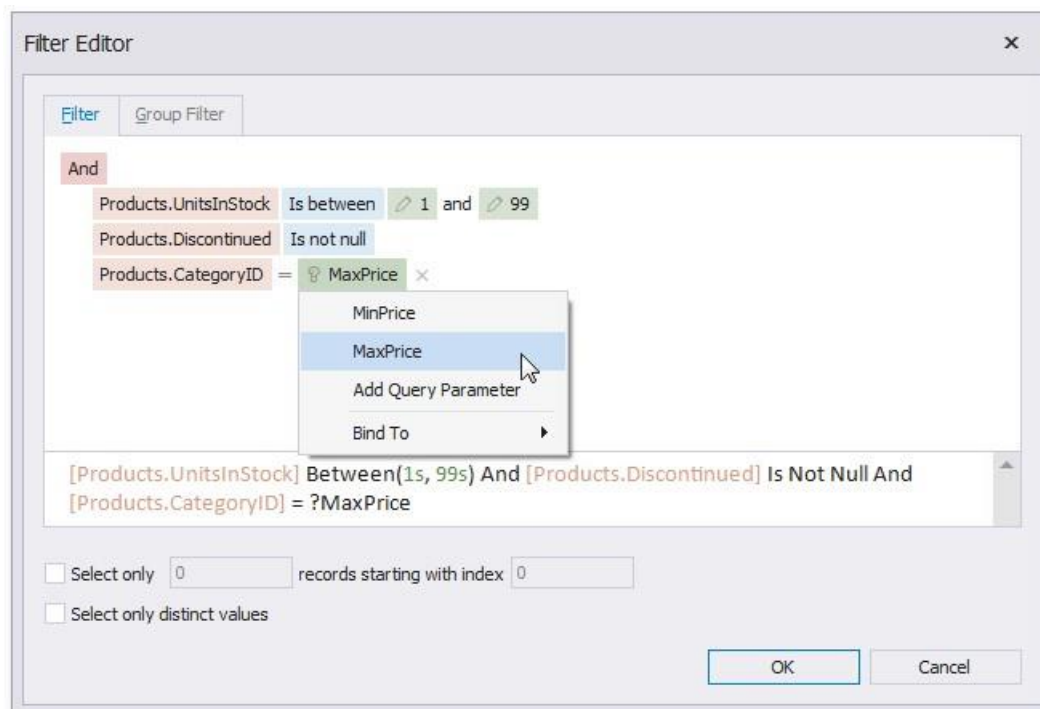 Filter Editor
Filter Group Filter
And
Products.UnitsInStock Is between 1 and 99
Products.Discontinued Is not null
Products.CategoryID = MaxPrice
MinPrice
MaxPrice
Add Query Parameter
Bind To
[Products.UnitsInStock] Between(1s, 99s) And [Products.Discontinued] Is Not Null And
[Products.CategoryID] = ?MaxPrice
Select only 0 records starting with index 0
Select only distinct values
OK Cancel